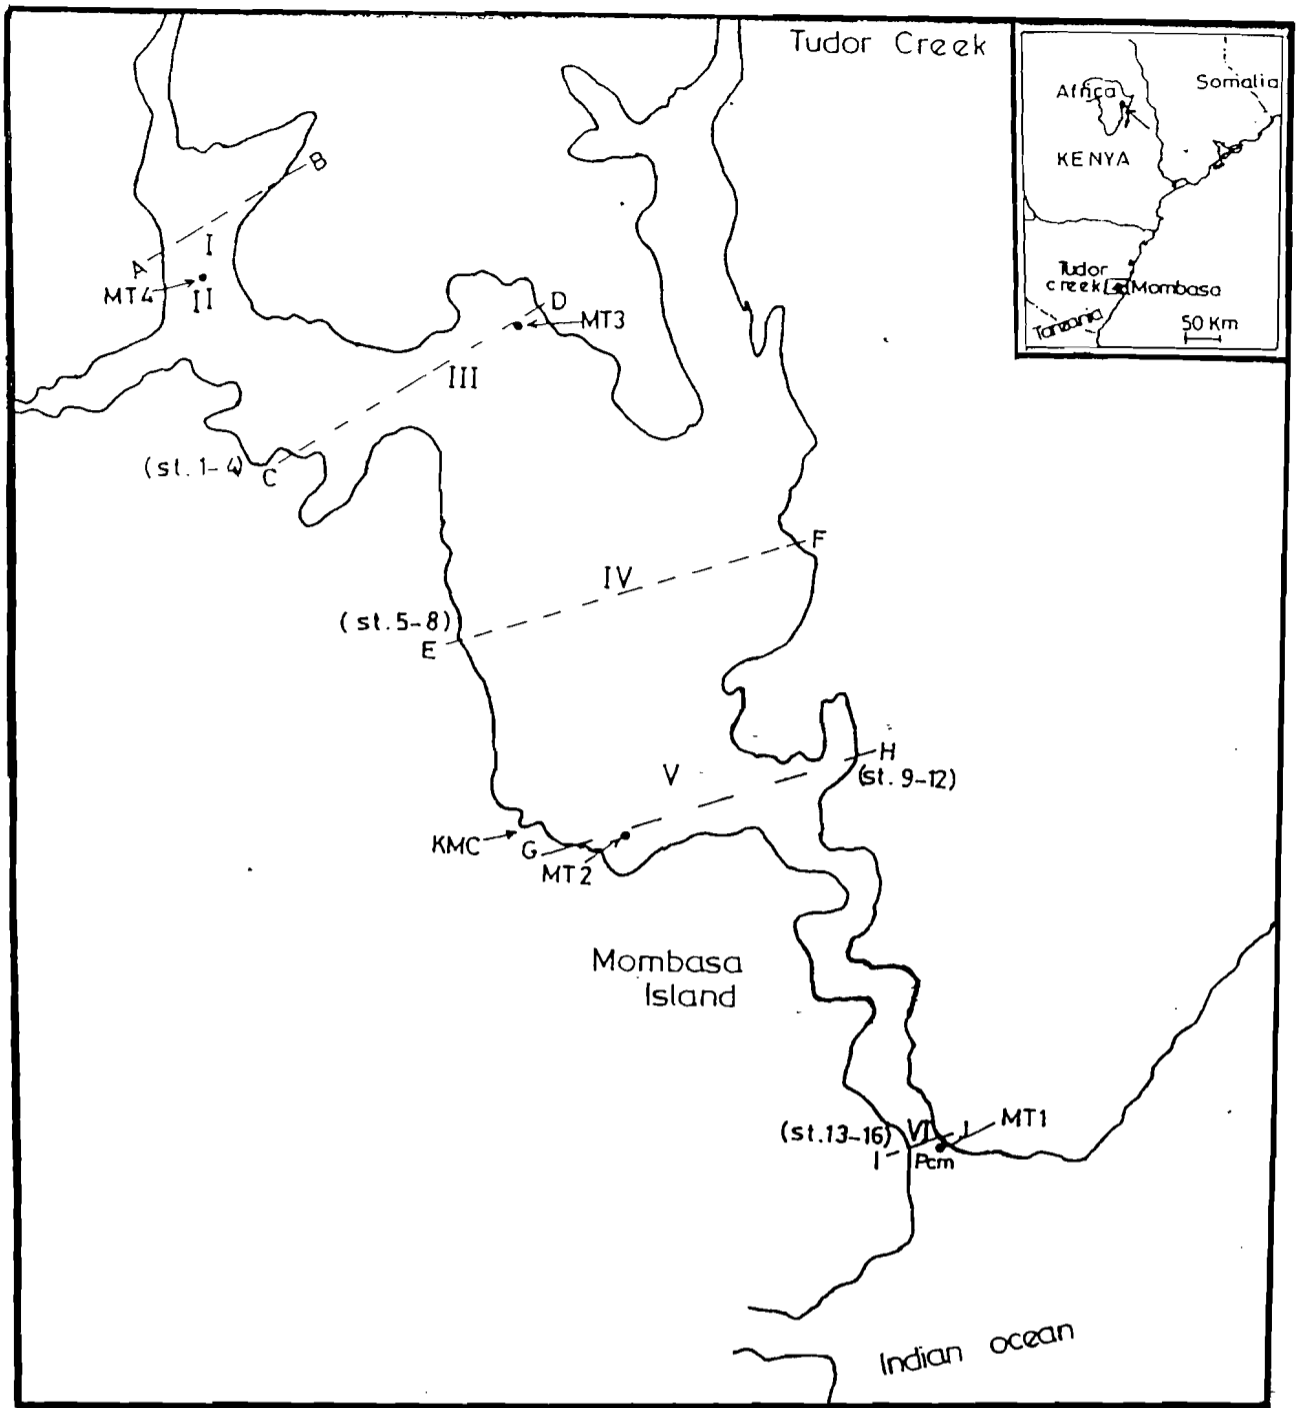 Tudor Creek
Africa
Somalia
KENYA
Tudor
creek
Mombasa
Tanzania
50 Km
B
A
I
MT4
II
D
MT3
III
(st. 1-4)
C
F
IV
(st. 5-8)
E
V
H
(st. 9-12)
KMC
G
MT2
Mombasa
Island
(st.13-16)
VI
J
MT1
I
Pcm
Indian ocean